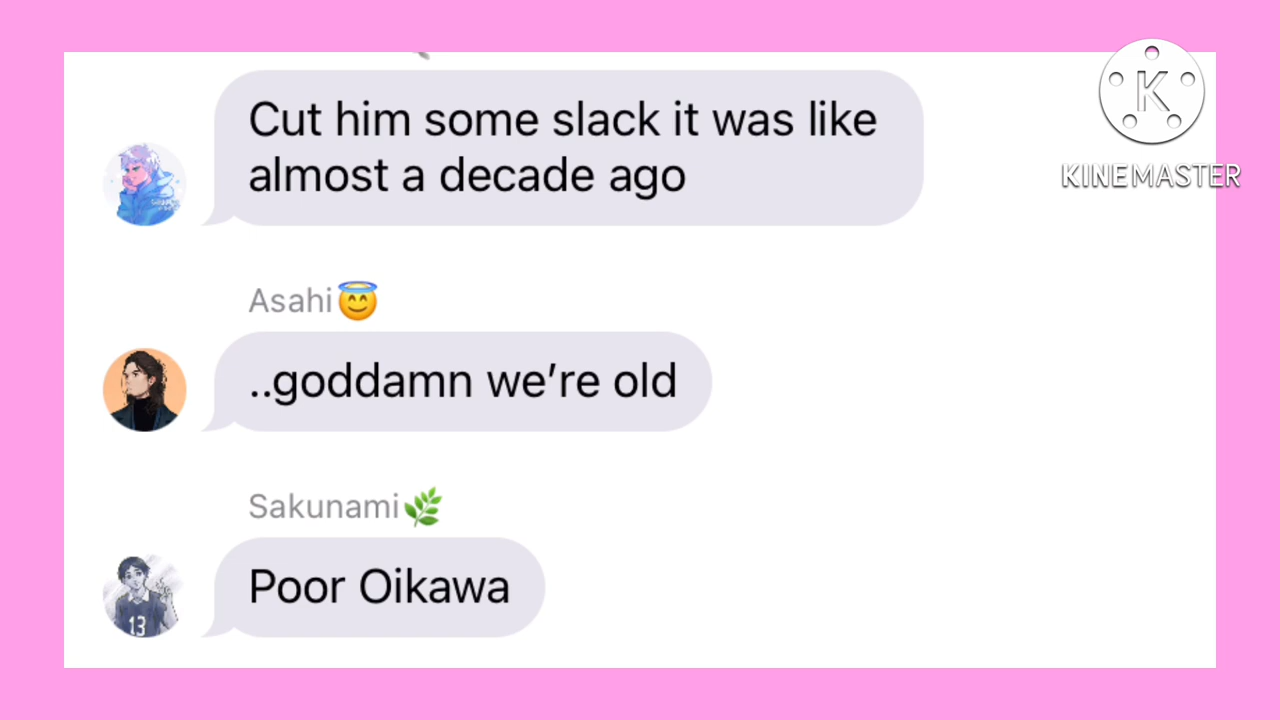 Cut him some slack it was like
almost a decade ago
K
KINEMASTER
Asahi😇
..goddamn we’re old
Sakunami🌿
Poor Oikawa
13